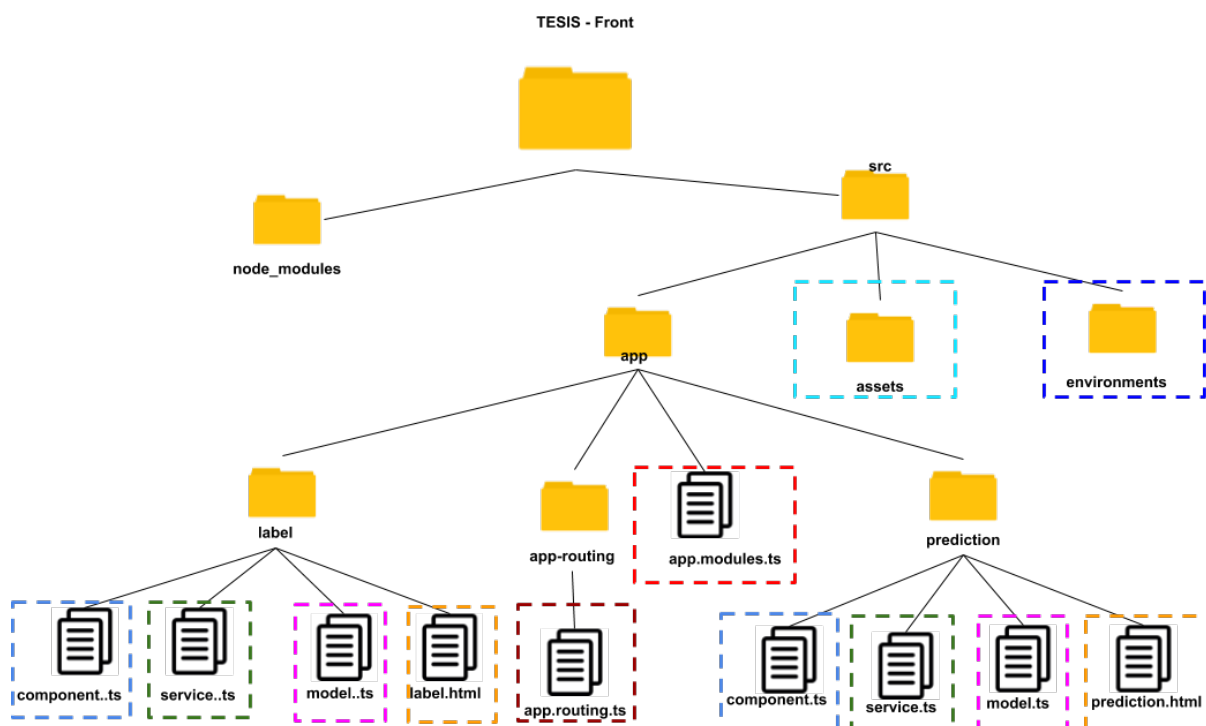 TESIS - Front
src
node_modules
app
assets
environments
label
app-routing
app.modules.ts
prediction
component..ts
service..ts
model..ts
label.html
app.routing.ts
component.ts
service.ts
model.ts
prediction.html